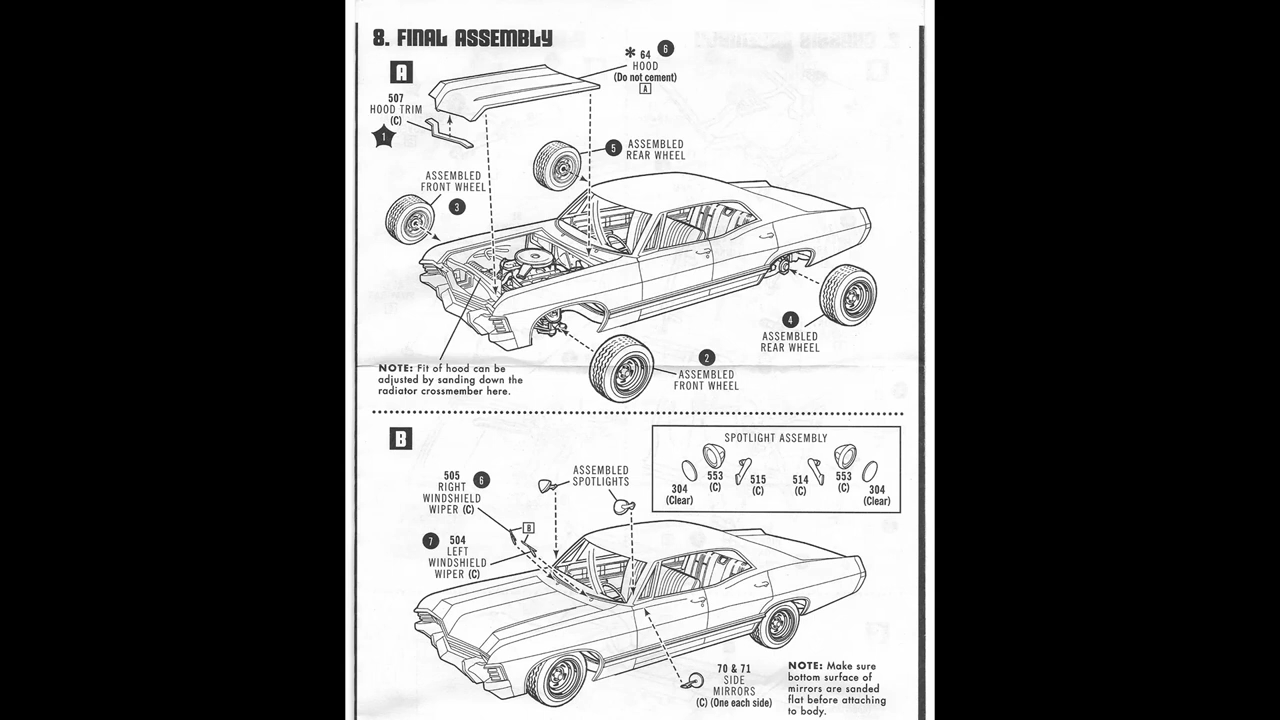 8. FINAL ASSEMBLY
A
* 64 6
HOOD
(Do not cement)
A
507
HOOD TRIM
(C)
1
5 ASSEMBLED
REAR WHEEL
ASSEMBLED
FRONT WHEEL
3
4
ASSEMBLED
REAR WHEEL
2
ASSEMBLED
FRONT WHEEL
NOTE: Fit of hood can be
adjusted by sanding down the
radiator crossmember here.
B
SPOTLIGHT ASSEMBLY
553
(C)
515
(C)
514
(C)
553
(C)
304
(Clear)
304
(Clear)
ASSEMBLED
SPOTLIGHTS
505 6
RIGHT
WINDSHIELD
WIPER (C)
B
7 504
LEFT
WINDSHIELD
WIPER (C)
70 & 71
SIDE
MIRRORS
(C) (One each side)
NOTE: Make sure
bottom surface of
mirrors are sanded
flat before attaching
to body.